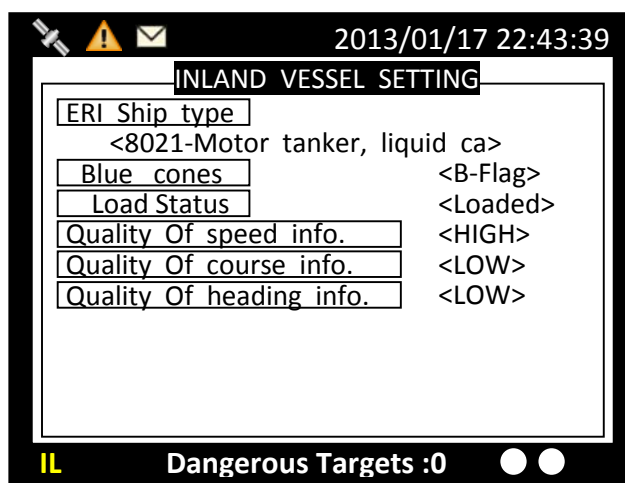 2013/01/17 22:43:39
INLAND VESSEL SETTING
ERI Ship type
<8021-Motor tanker, liquid ca>
Blue cones <B-Flag>
Load Status <Loaded>
Quality Of speed info. <HIGH>
Quality Of course info. <LOW>
Quality Of heading info. <LOW>
IL Dangerous Targets :0